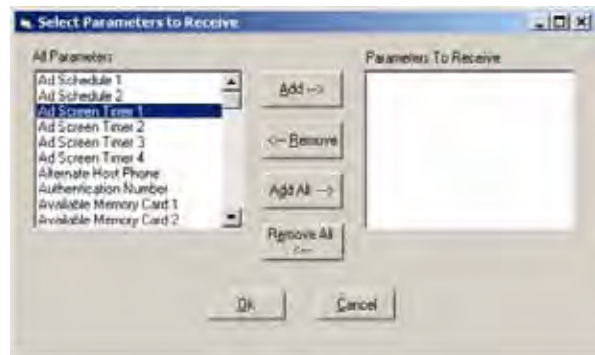 Select Parameters to Receive
All Parameters
Parameters To Receive
Ad Schedule 1
Ad Schedule 2
Ad Screen Timer 1
Ad Screen Timer 2
Ad Screen Timer 3
Ad Screen Timer 4
Alternate Host Phone
Authentication Number
Available Memory Card 1
Available Memory Card 2
Add -->
<-- Remove
Add All -->
Remove All
<--
Ok
Cancel